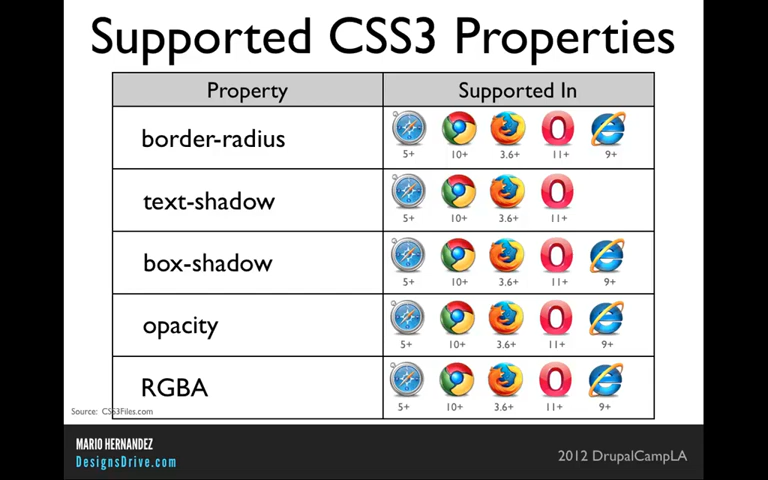 Supported CSS3 Properties
Property Supported In
border-radius
5+ 10+ 3.6+ 11+ 9+
text-shadow
5+ 10+ 3.6+ 11+
box-shadow
5+ 10+ 3.6+ 11+ 9+
opacity
5+ 10+ 3.6+ 11+ 9+
RGBA
5+ 10+ 3.6+ 11+ 9+
Source: CSS3Files.com
MARIO HERNANDEZ
DesignsDrive.com
2012 DrupalCampLA